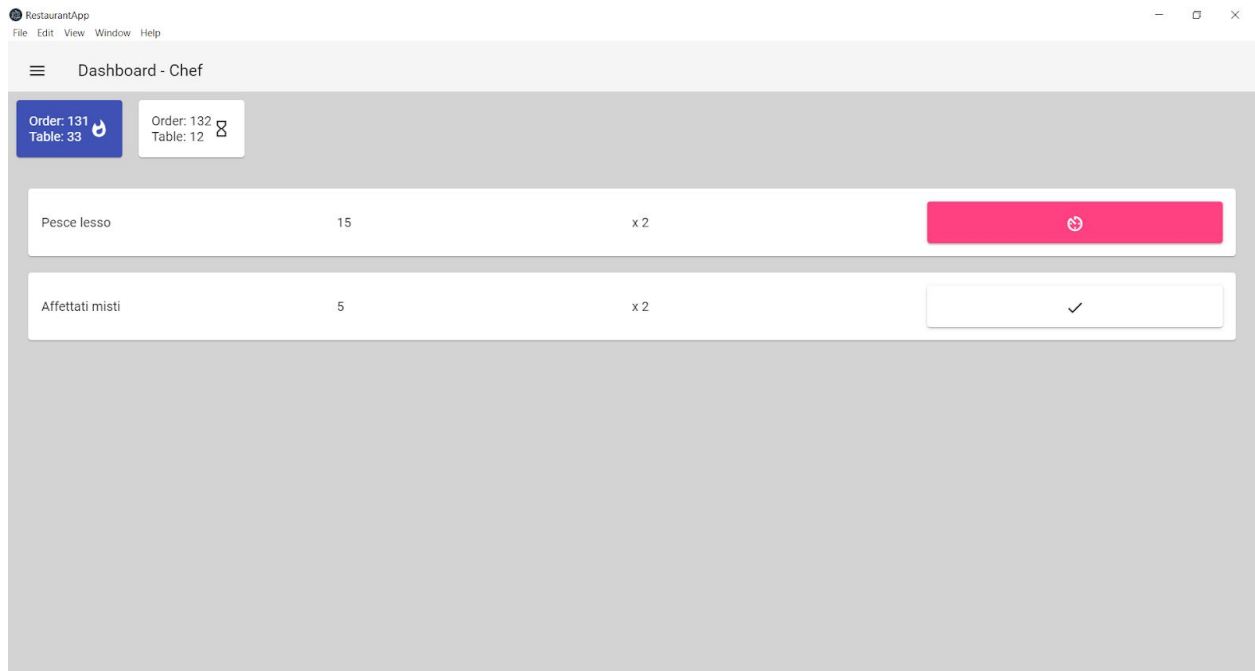 RestaurantApp
File Edit View Window Help
Dashboard - Chef
Order: 131
Table: 33
Order: 132
Table: 12
Pesce lesso 15 x 2
Affettati misti 5 x 2